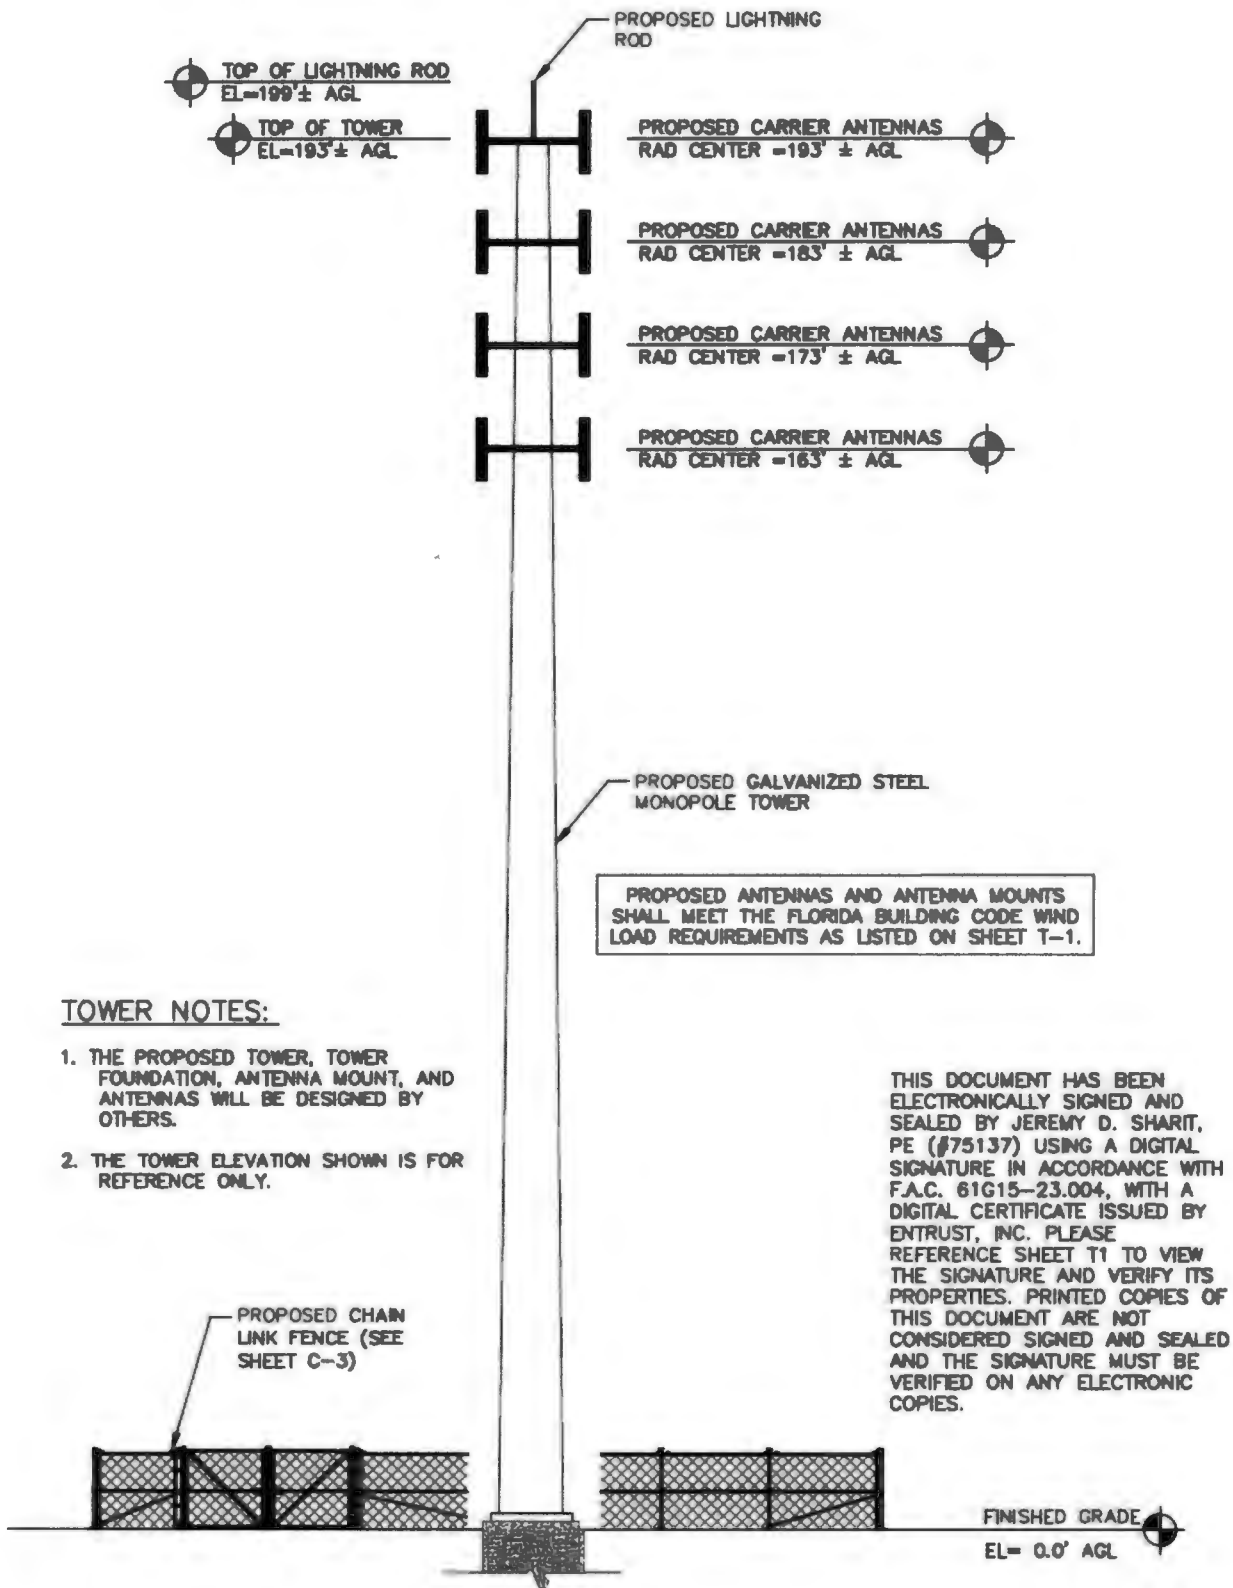 PROPOSED LIGHTNING
ROD
TOP OF LIGHTNING ROD
EL=199'± AGL
TOP OF TOWER
EL=193'± AGL
PROPOSED CARRIER ANTENNAS
RAD CENTER =193' ± AGL
PROPOSED CARRIER ANTENNAS
RAD CENTER =183' ± AGL
PROPOSED CARRIER ANTENNAS
RAD CENTER =173' ± AGL
PROPOSED CARRIER ANTENNAS
RAD CENTER =163' ± AGL
PROPOSED GALVANIZED STEEL
MONOPOLE TOWER
PROPOSED ANTENNAS AND ANTENNA MOUNTS
SHALL MEET THE FLORIDA BUILDING CODE WIND
LOAD REQUIREMENTS AS LISTED ON SHEET T-1.
TOWER NOTES:
1. THE PROPOSED TOWER, TOWER
FOUNDATION, ANTENNA MOUNT, AND
ANTENNAS WILL BE DESIGNED BY
OTHERS.
2. THE TOWER ELEVATION SHOWN IS FOR
REFERENCE ONLY.
THIS DOCUMENT HAS BEEN
ELECTRONICALLY SIGNED AND
SEALED BY JEREMY D. SHARIT,
PE (#75137) USING A DIGITAL
SIGNATURE IN ACCORDANCE WITH
F.A.C. 61G15-23.004, WITH A
DIGITAL CERTIFICATE ISSUED BY
ENTRUST, INC. PLEASE
REFERENCE SHEET T1 TO VIEW
THE SIGNATURE AND VERIFY ITS
PROPERTIES. PRINTED COPIES OF
THIS DOCUMENT ARE NOT
CONSIDERED SIGNED AND SEALED
AND THE SIGNATURE MUST BE
VERIFIED ON ANY ELECTRONIC
COPIES.
PROPOSED CHAIN
LINK FENCE (SEE
SHEET C-3)
FINISHED GRADE
EL= 0.0' AGL